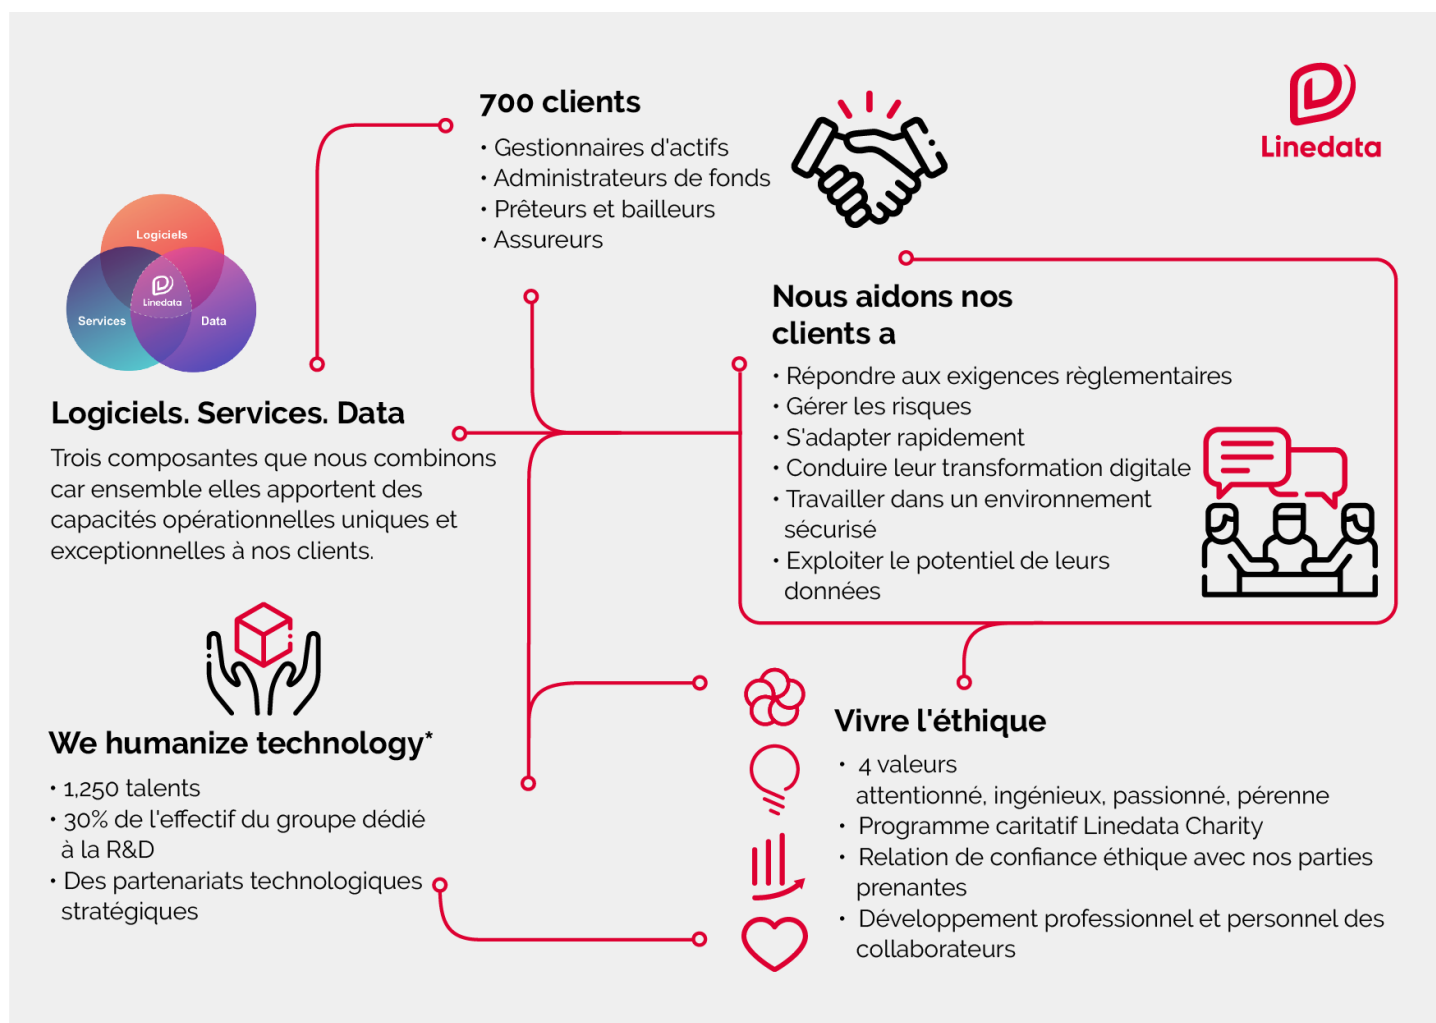 Linedata
700 clients
• Gestionnaires d'actifs
• Administrateurs de fonds
• Prêteurs et bailleurs
• Assureurs
Logiciels
Linedata
Services
Data
Logiciels. Services. Data
Trois composantes que nous combinons
car ensemble elles apportent des
capacités opérationnelles uniques et
exceptionnelles à nos clients.
Nous aidons nos
clients a
• Répondre aux exigences règlementaires
• Gérer les risques
• S'adapter rapidement
• Conduire leur transformation digitale
• Travailler dans un environnement
sécurisé
• Exploiter le potentiel de leurs
données
We humanize technology*
• 1,250 talents
• 30% de l'effectif du groupe dédié
à la R&D
• Des partenariats technologiques
stratégiques
Vivre l'éthique
• 4 valeurs
attentionné, ingénieux, passionné, pérenne
• Programme caritatif Linedata Charity
• Relation de confiance éthique avec nos parties
prenantes
• Développement professionnel et personnel des
collaborateurs